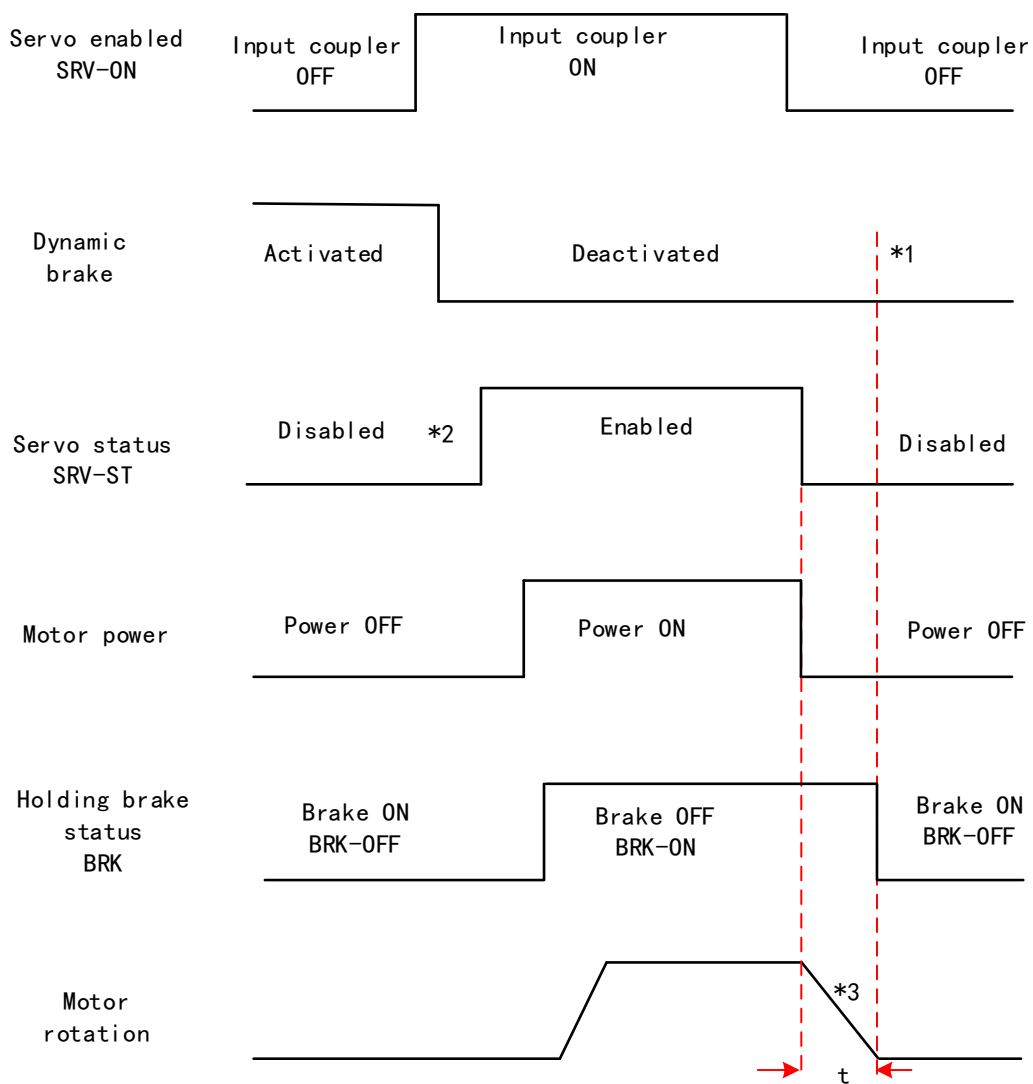 Servo enabled
SRV-ON
Input coupler
OFF
Input coupler
ON
Input coupler
OFF
Dynamic
brake
Activated
Deactivated
*1
Servo status
SRV-ST
Disabled
*2
Enabled
Disabled
Motor power
Power OFF
Power ON
Power OFF
Holding brake
status
BRK
Brake ON
BRK-OFF
Brake OFF
BRK-ON
Brake ON
BRK-OFF
Motor
rotation
*3
t